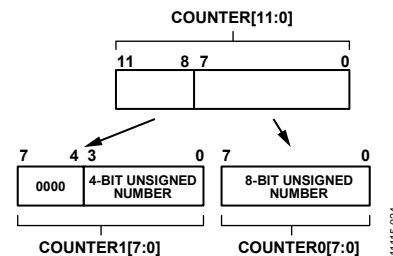 COUNTER[11:0]
11 8 7 0
7 4 3 0 7 0
0000 4-BIT UNSIGNED NUMBER 8-BIT UNSIGNED NUMBER
COUNTER1[7:0] COUNTER0[7:0]